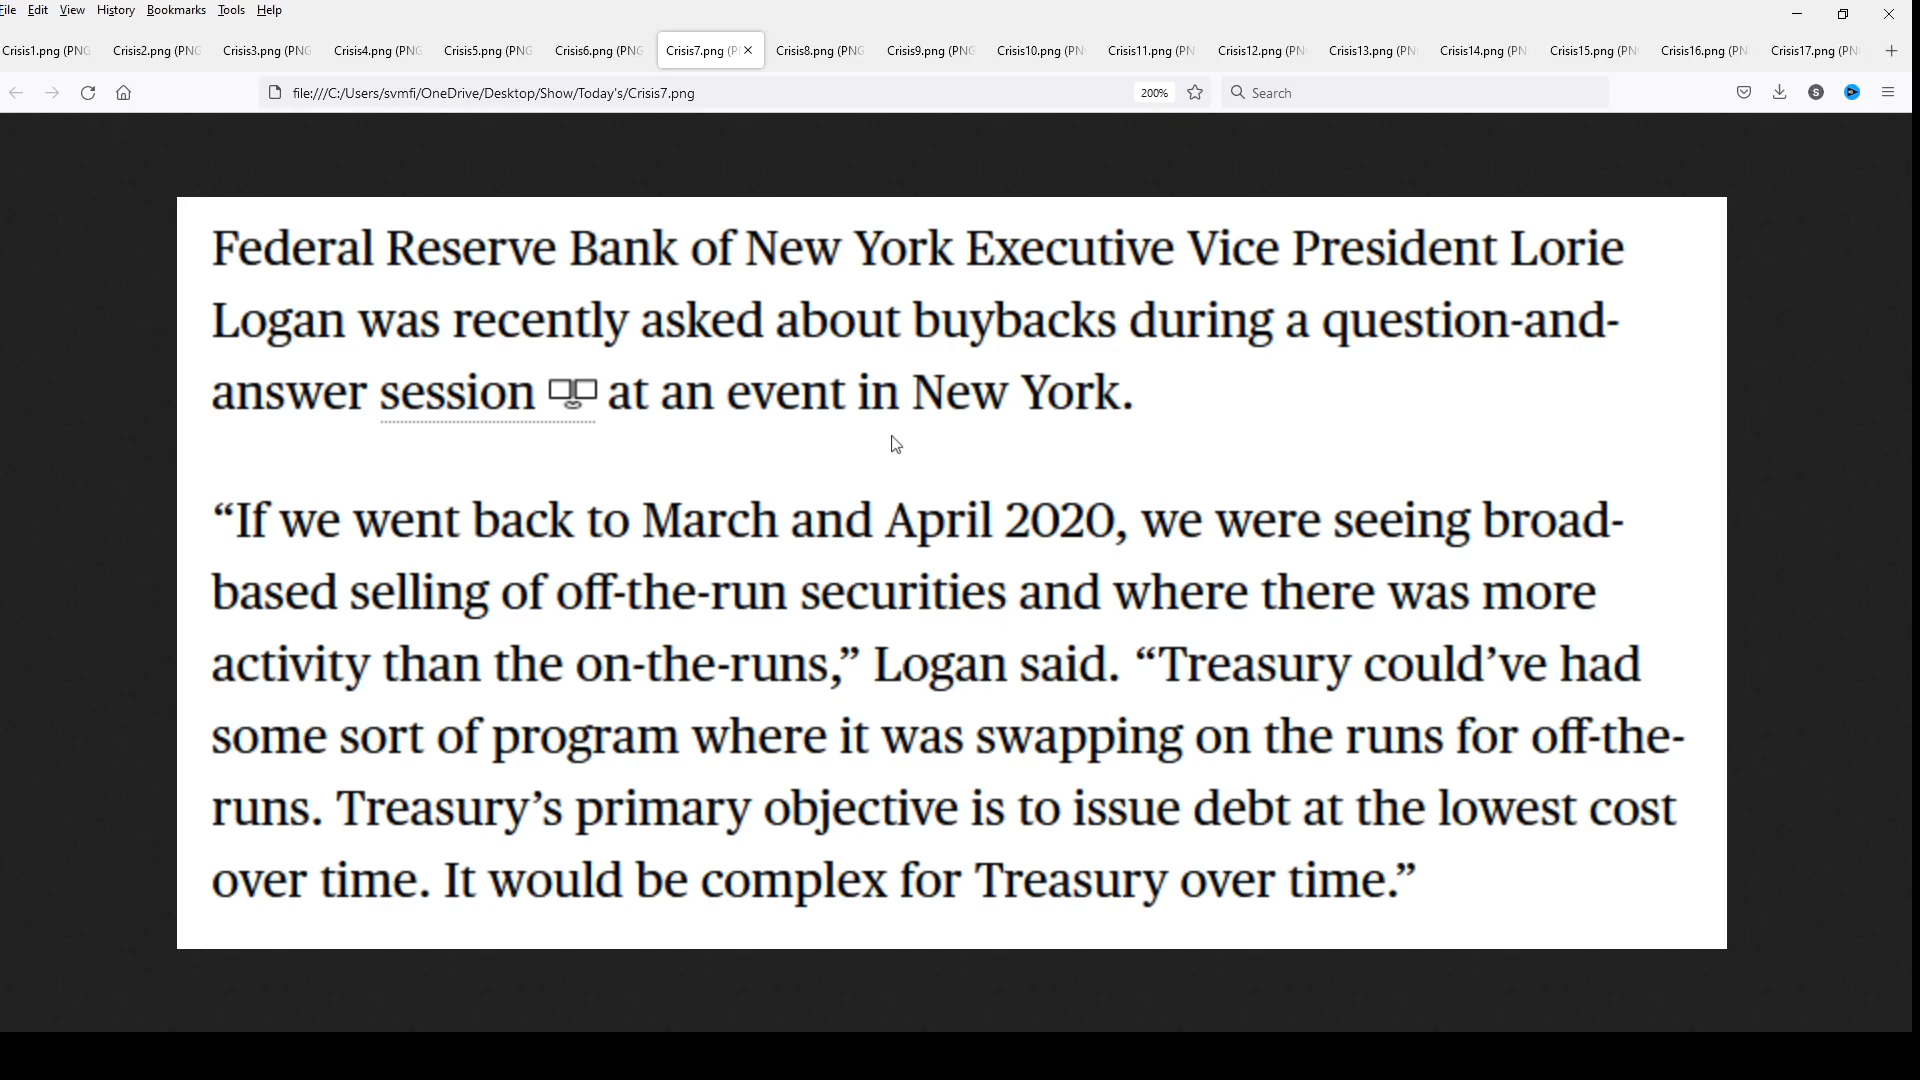 File Edit View History Bookmarks Tools Help
Crisis1.png (PNG Crisis2.png (PNG Crisis3.png (PNG Crisis4.png (PNG Crisis5.png (PNG Crisis6.png (PNG Crisis7.png (P Crisis8.png (PNG Crisis9.png (PNG Crisis10.png (PN Crisis11.png (PN Crisis12.png (PN Crisis13.png (PN Crisis14.png (PN Crisis15.png (PN Crisis16.png (PN Crisis17.png (PN
file:///C:/Users/svmfi/OneDrive/Desktop/Show/Today's/Crisis7.png 200% Search S
Federal Reserve Bank of New York Executive Vice President Lorie
Logan was recently asked about buybacks during a question-and-
answer session at an event in New York.
“If we went back to March and April 2020, we were seeing broad-
based selling of off-the-run securities and where there was more
activity than the on-the-runs,” Logan said. “Treasury could’ve had
some sort of program where it was swapping on the runs for off-the-
runs. Treasury’s primary objective is to issue debt at the lowest cost
over time. It would be complex for Treasury over time.”